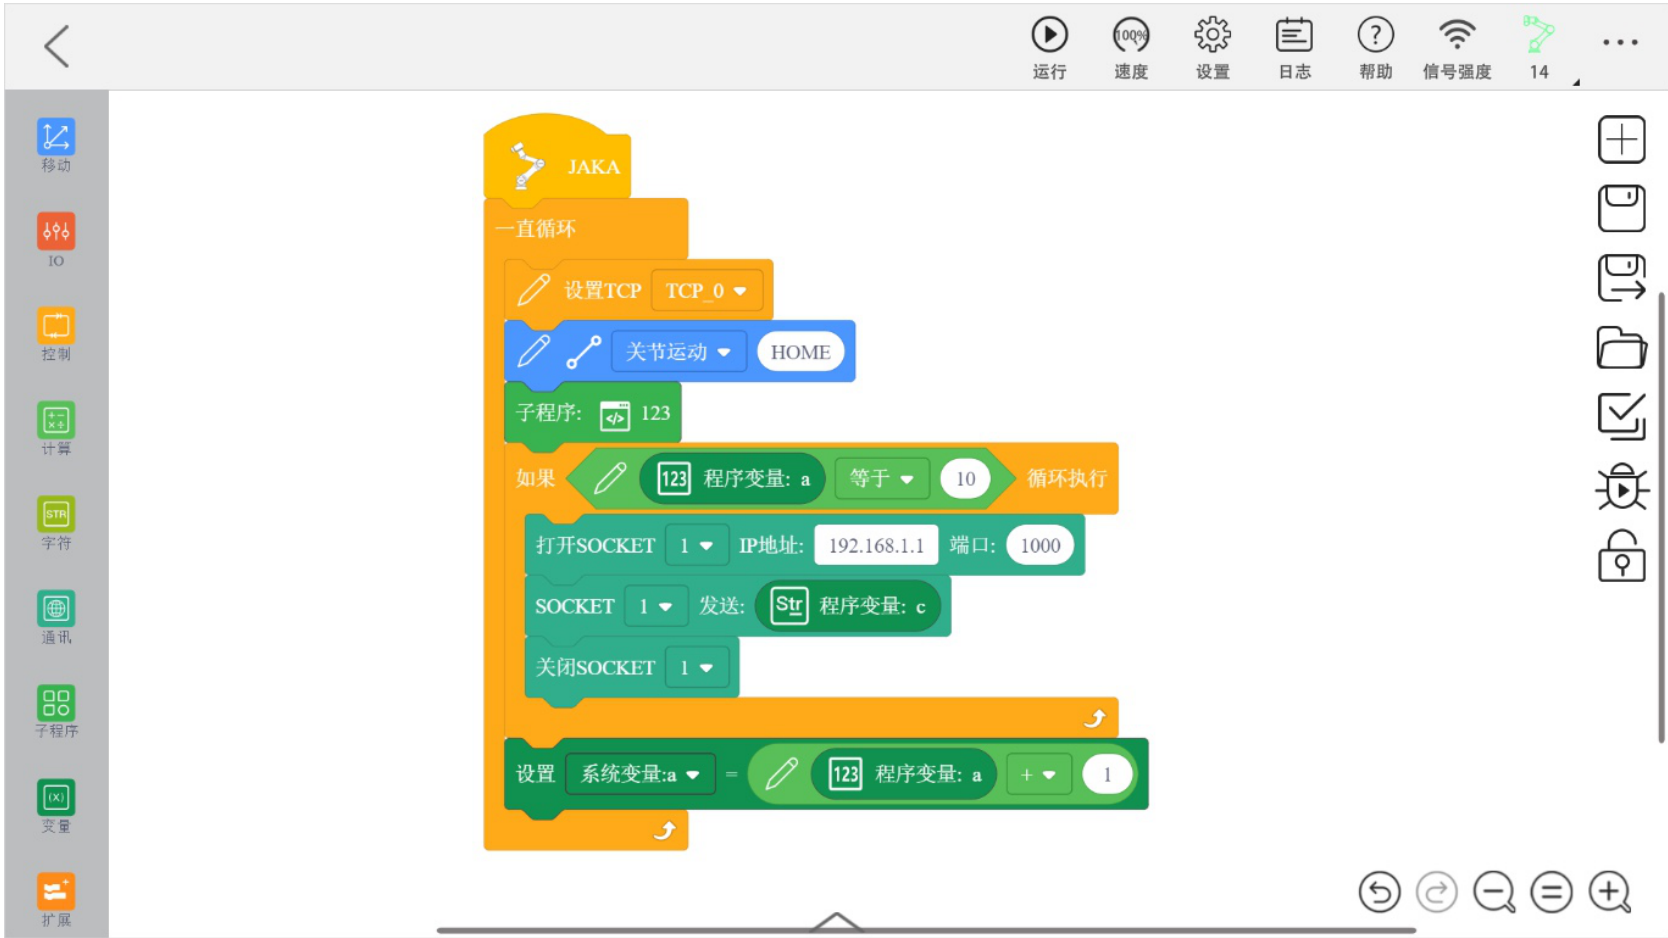 100%
运行
速度
设置
日志
帮助
信号强度
14
移动
IO
控制
计算
STR
字符
通讯
子程序
(X)
变量
扩展
JAKA
一直循环
设置TCP TCP_0
关节运动 HOME
子程序: </> 123
如果 123 程序变量: a 等于 10 循环执行
打开SOCKET 1 IP地址: 192.168.1.1 端口: 1000
SOCKET 1 发送: Str 程序变量: c
关闭SOCKET 1
设置 系统变量:a = 123 程序变量: a + 1